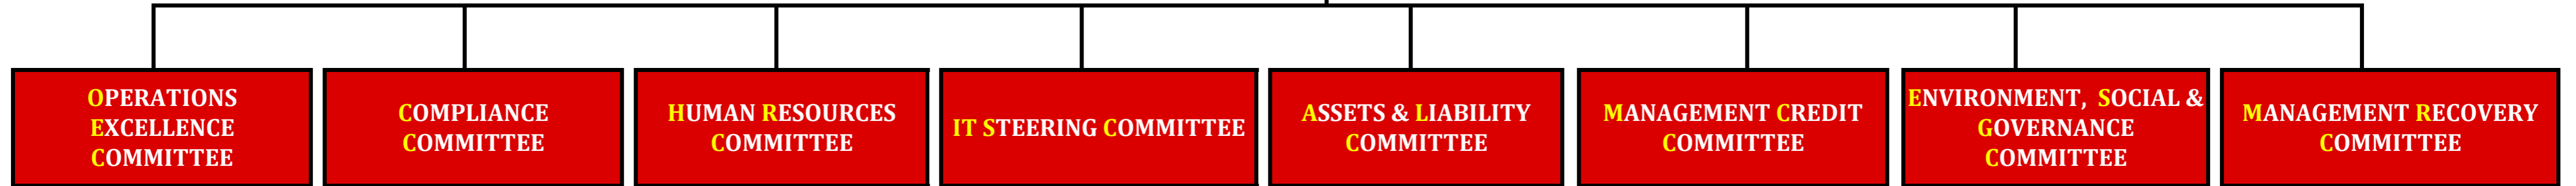 OPERATIONS
EXCELLENCE
COMMITTEE
COMPLIANCE
COMMITTEE
HUMAN RESOURCES
COMMITTEE
IT STEERING COMMITTEE
ASSETS & LIABILITY
COMMITTEE
MANAGEMENT CREDIT
COMMITTEE
ENVIRONMENT, SOCIAL &
GOVERNANCE
COMMITTEE
MANAGEMENT RECOVERY
COMMITTEE